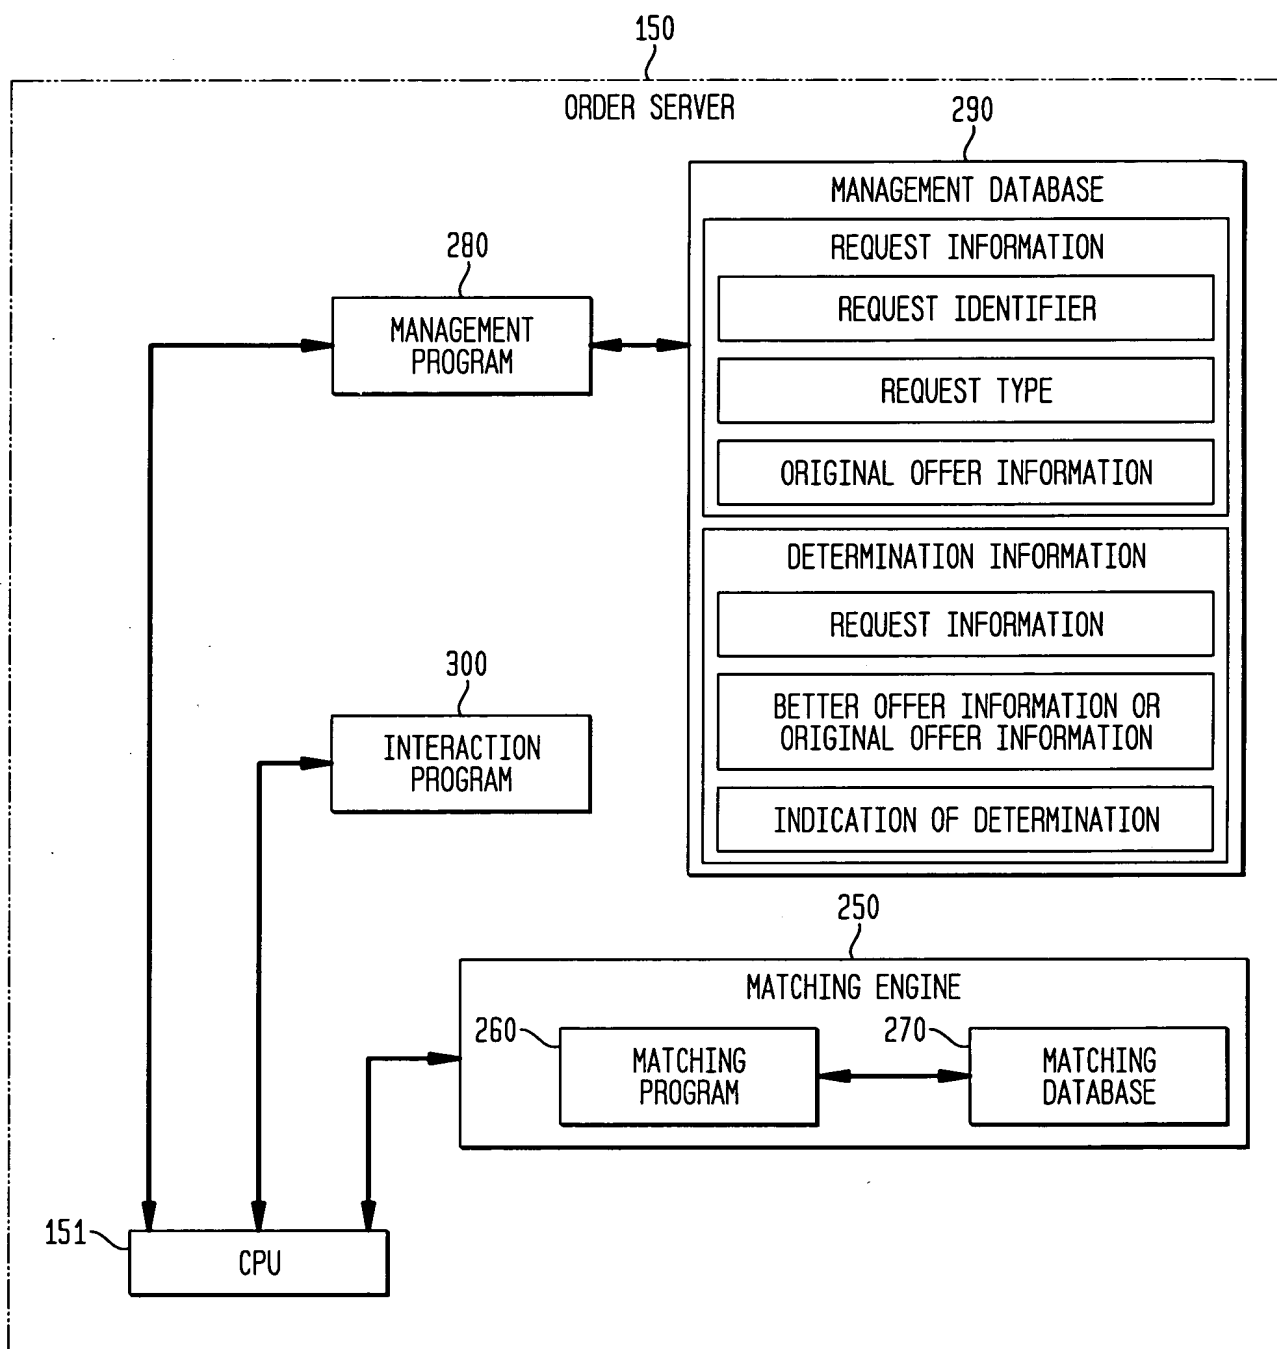 150
ORDER SERVER
290
MANAGEMENT DATABASE
REQUEST INFORMATION
REQUEST IDENTIFIER
REQUEST TYPE
ORIGINAL OFFER INFORMATION
DETERMINATION INFORMATION
REQUEST INFORMATION
BETTER OFFER INFORMATION OR
ORIGINAL OFFER INFORMATION
INDICATION OF DETERMINATION
280
MANAGEMENT
PROGRAM
300
INTERACTION
PROGRAM
250
MATCHING ENGINE
260
MATCHING
PROGRAM
270
MATCHING
DATABASE
151
CPU